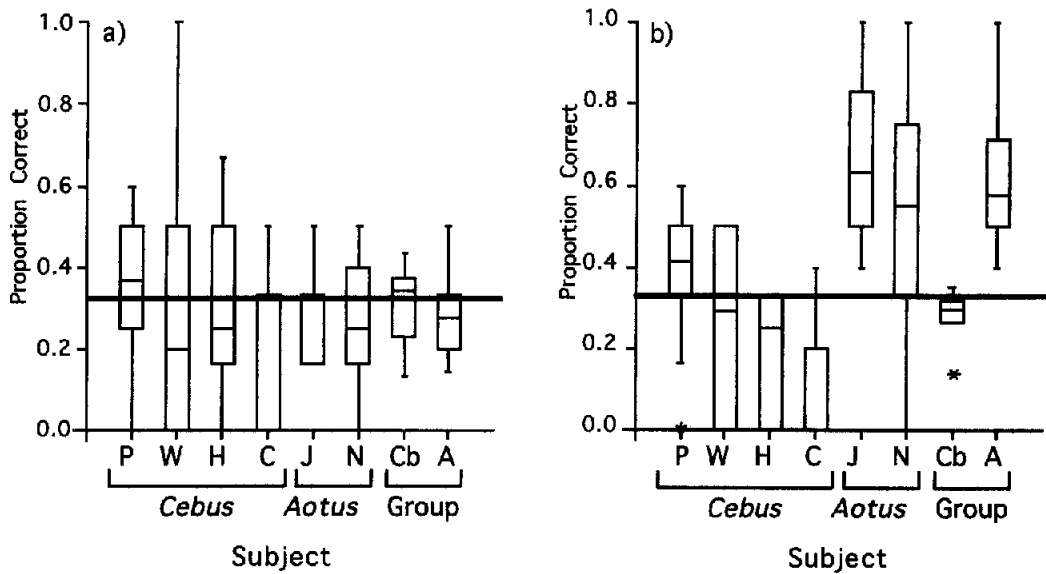 a)
Proportion Correct
1.0
0.8
0.6
0.4
0.2
0.0
P W H C J N Cb A
Cebus Aotus Group
Subject
b)
Proportion Correct
1.0
0.8
0.6
0.4
0.2
0.0
P W H C J N Cb A
Cebus Aotus Group
Subject